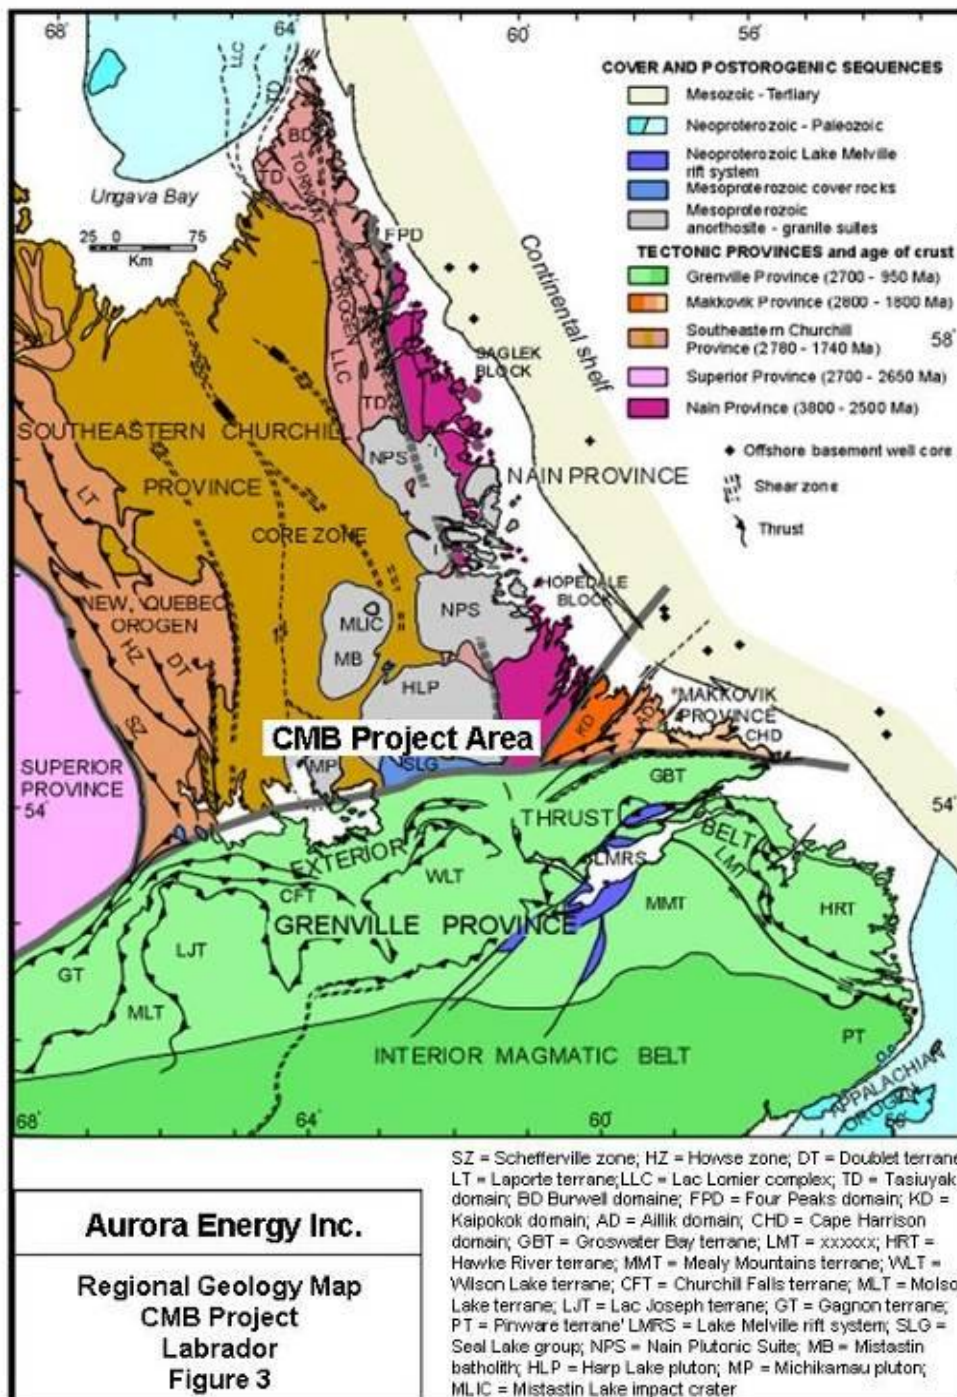 68°
64°
60°
56°
LLC
TD
COVER AND POSTOROGENIC SEQUENCES
Mesozoic - Tertiary
Neoproterozoic - Paleozoic
Neoproterozoic Lake Melville
rift system
Mesoproterozoic cover rocks
Mesoproterozoic
anorthosite - granite suites
TECTONIC PROVINCES and age of crust
Grenville Province (2700 - 950 Ma)
Makkovik Province (2800 - 1800 Ma)
Southeastern Churchill
Province (2780 - 1740 Ma)
58°
Superior Province (2700 - 2650 Ma)
Nain Province (3800 - 2500 Ma)
Offshore basement well core
Shear zone
Thrust
Ungava Bay
25 0 75
Km
BD
TD
TORNGAT
OROGEN
FPD
LLC
TD
Continental shelf
SAGLEK
BLOCK
SOUTHEASTERN CHURCHILL
PROVINCE
NPS
I
NAIN PROVINCE
LT
CORE ZONE
I
HOPEDALE
BLOCK
NEW QUEBEC
OROGEN
HZ
DT
SZ
MLIC
MB
NPS
HLP
MAKKOVIK
PROVINCE
KD
AD
CHD
CMB Project Area
SUPERIOR
PROVINCE
54°
MP
SLG
GBT
54°
EXTERIOR
THRUST
BELT
LMT
WLT
LMRS
CFT
GRENVILLE PROVINCE
MMT
HRT
GT
LJT
MLT
INTERIOR MAGMATIC BELT
PT
APPALACHIAN
OROGEN
68°
64°
60°
56°
SZ = Schefferville zone; HZ = Howse zone; DT = Doublet terrane
LT = Laporte terrane;LLC = Lac Lomier complex; TD = Tasiuyak
domain; BD Burwell domaine; FPD = Four Peaks domain; KD =
Kaipokok domain; AD = Aillik domain; CHD = Cape Harrison
domain; GBT = Groswater Bay terrane; LMT = xxxxxx; HRT =
Hawke River terrane; MMT = Mealy Mountains terrane; WLT =
Wilson Lake terrane; CFT = Churchill Falls terrane; MLT = Molso
Lake terrane; LJT = Lac Joseph terrane; GT = Gagnon terrane;
PT = Pinware terrane' LMRS = Lake Melville rift system; SLG =
Seal Lake group; NPS = Nain Plutonic Suite; MB = Mistastin
batholith; HLP = Harp Lake pluton; MP = Michikamau pluton;
MLIC = Mistastin Lake impact crater
Aurora Energy Inc.
Regional Geology Map
CMB Project
Labrador
Figure 3